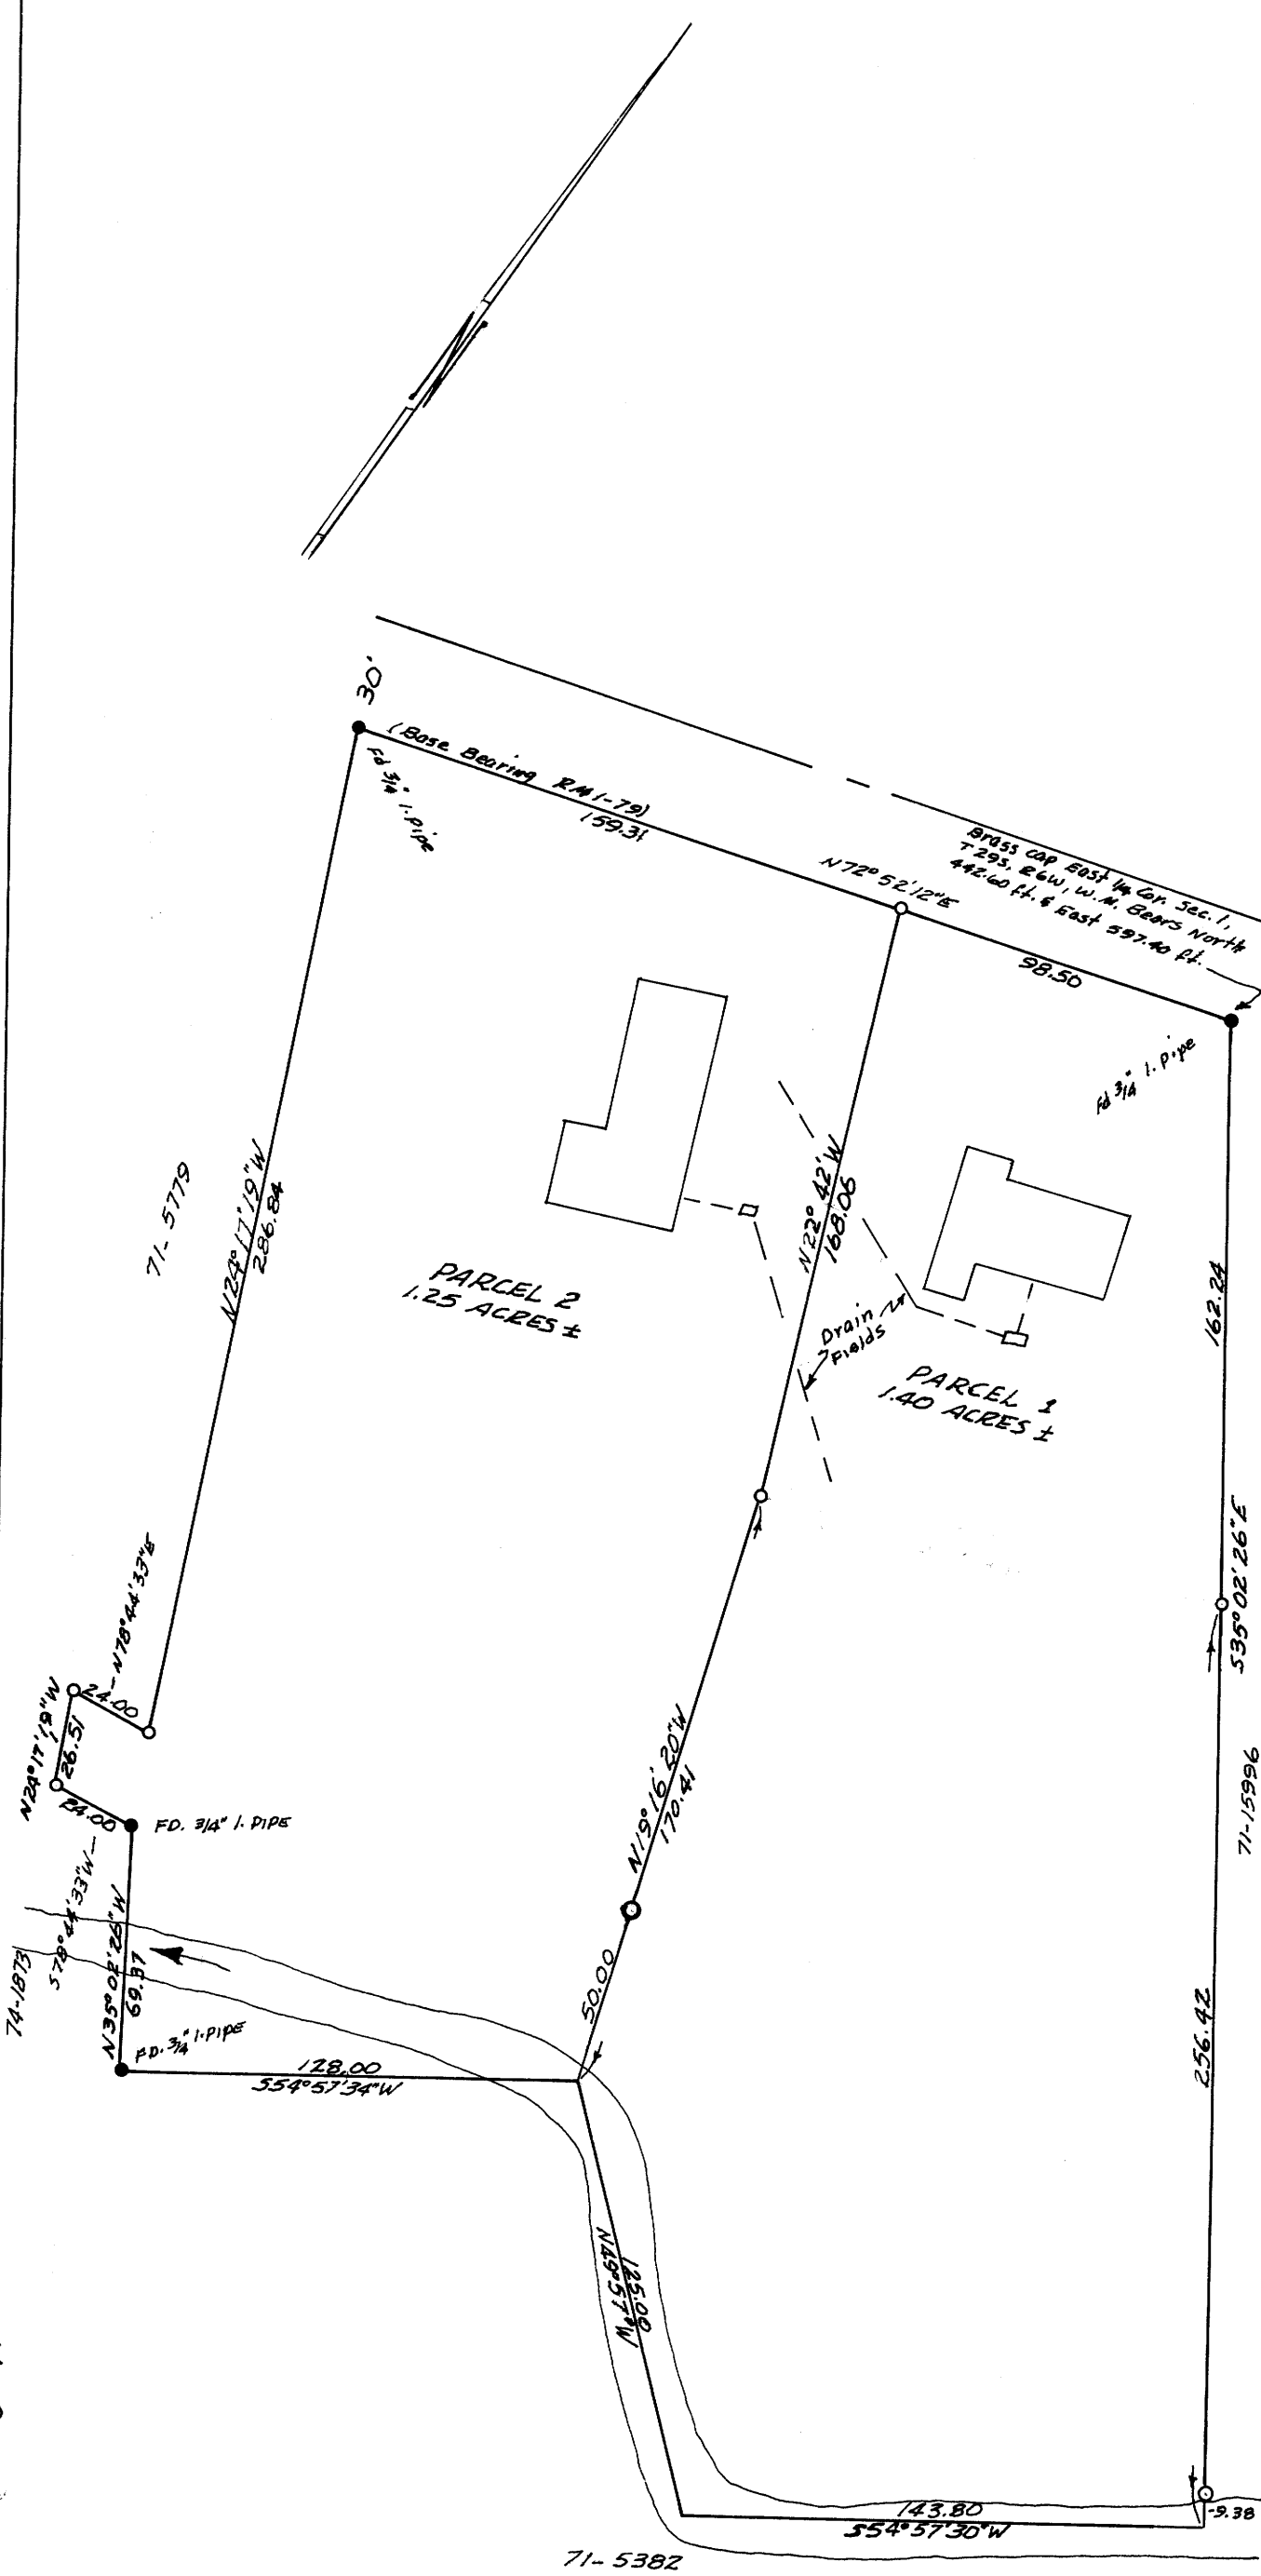 30'
(Base Bearing RM 1-79)
159.31
Fd 3/4" I. Pipe
N72° 52' 12"E
Brass Cap East 1/4 Cor. Sec. 1,
T29S, R6W, W.M. Bears North
442.60 ft. & East 597.40 ft.
98.50
Fd 3/4" I. Pipe
71-5779
N24° 17' 19"W
286.84
N22° 42' W
168.06
162.24
PARCEL 2
1.25 ACRES ±
Drain
Fields
PARCEL 1
1.40 ACRES ±
S35° 02' 26"E
71-15996
N78° 44' 33"E
24.00
N24° 17' 19"W
26.51
24.00
FD. 3/4" I. PIPE
S78° 44' 33"W
N19° 16' 20"W
170.41
74-1873
N35° 02' 26"W
69.37
50.00
FD. 3/4" I. PIPE
128.00
S54° 57' 34"W
256.42
125.00
N49° 57' W
143.80
S54° 57' 30"W
9.38
71-5382